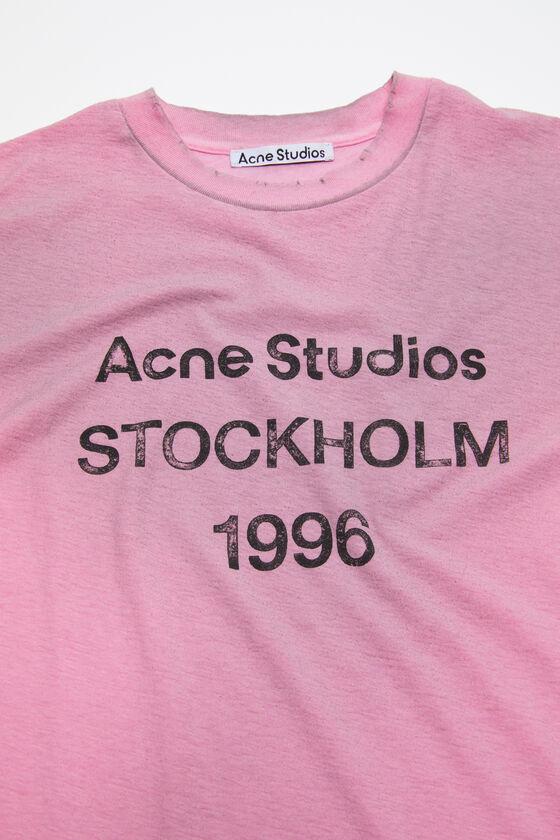 Acne Studios
Acne Studios
STOCKHOLM
1996